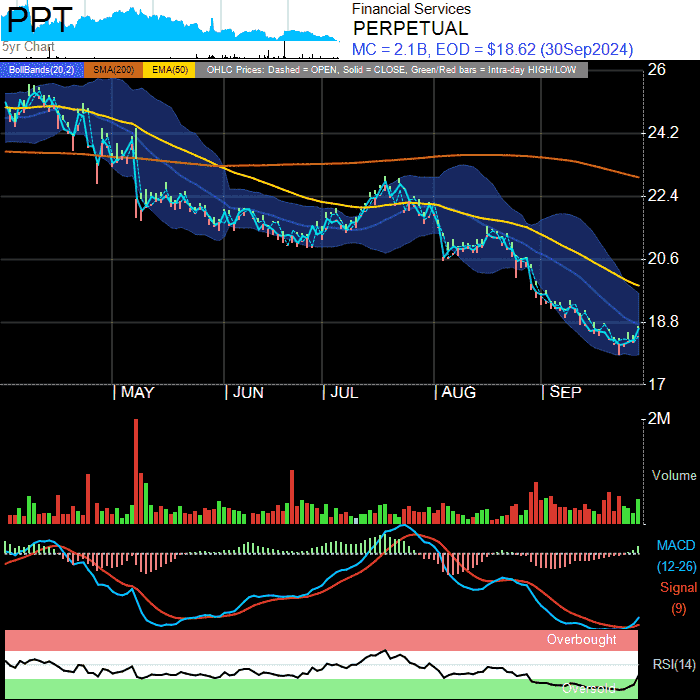 PPT
5yr Chart
Financial Services
PERPETUAL
MC = 2.1B, EOD = $18.62 (30Sep2024)
BollBands(20,2) SMA(200) EMA(50) OHLC Prices: Dashed = OPEN, Solid = CLOSE, Green/Red bars = Intra-day HIGH/LOW
26
24.2
22.4
20.6
18.8
17
MAY JUN JUL AUG SEP
2M
Volume
MACD
(12-26)
Signal
(9)
Overbought
RSI(14)
Oversold